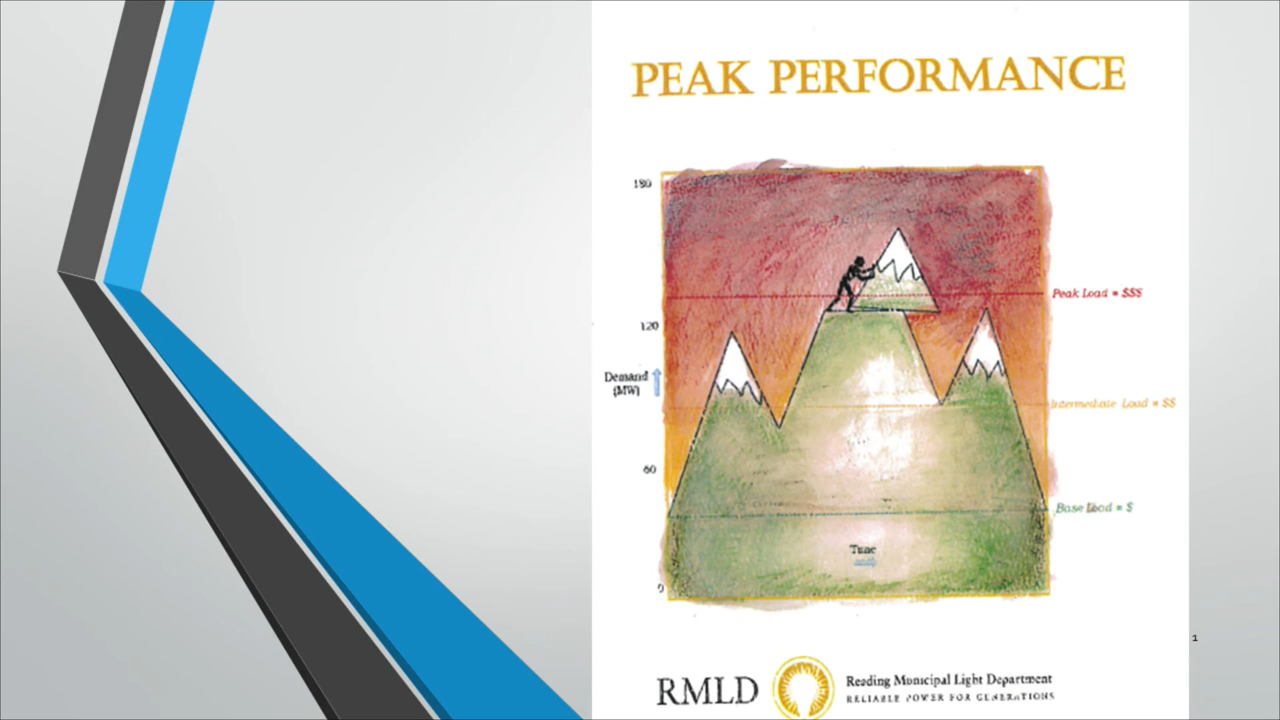 PEAK PERFORMANCE
180
Peak Load = $$$
120
Demand
(MW)
Intermediate Load = $$
60
Base Load = $
Time
0
1
RMLD
Reading Municipal Light Department
RELIABLE POWER FOR GENERATIONS